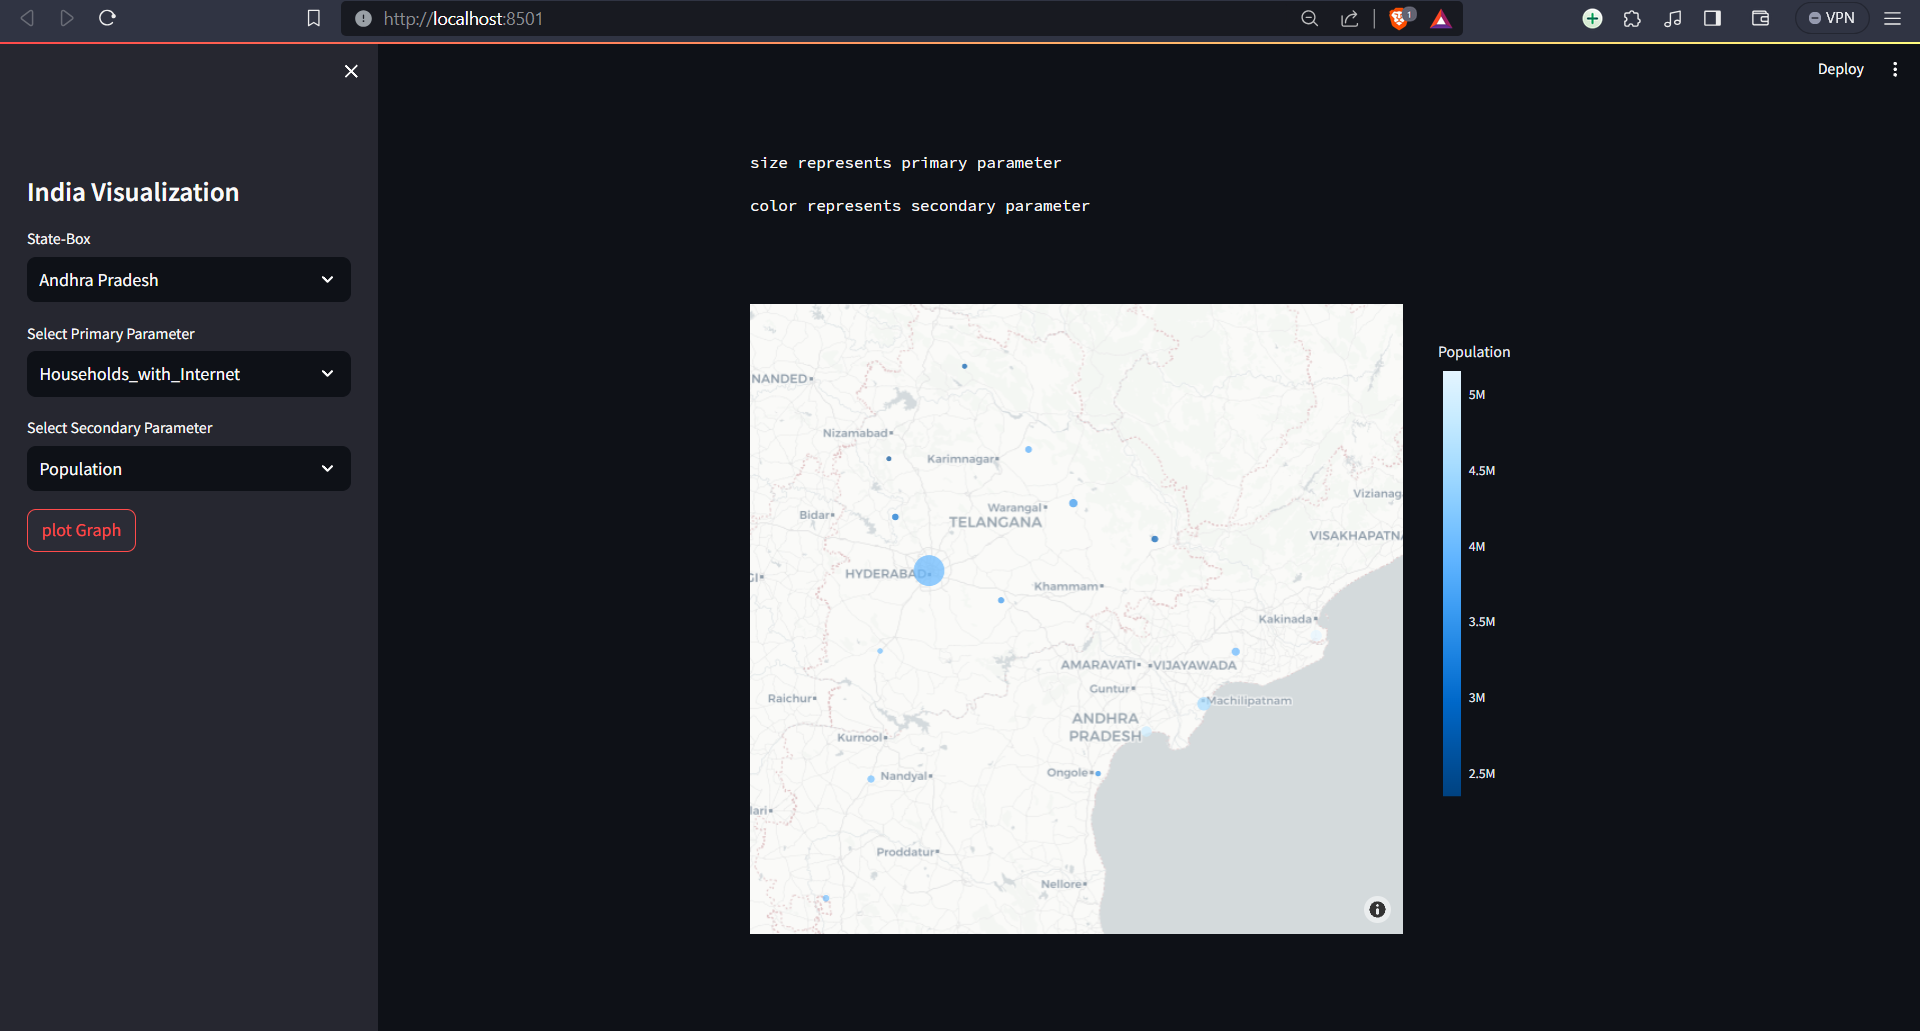 http://localhost:8501
1
VPN
Deploy
India Visualization
State-Box
Andhra Pradesh
Select Primary Parameter
Households_with_Internet
Select Secondary Parameter
Population
plot Graph
size represents primary parameter
color represents secondary parameter
NANDED
Nizamabad
Karimnagar
Vizianag
Warangal
Bidar
TELANGANA
VISAKHAPATNA
HYDERABAD
Khammam
Kakinada
AMARAVATI
VIJAYAWADA
Guntur
Raichur
Machilipatnam
ANDHRA
PRADESH
Kurnool
Ongole
Nandyal
lari
Proddatur
Nellore
Population
5M
4.5M
4M
3.5M
3M
2.5M